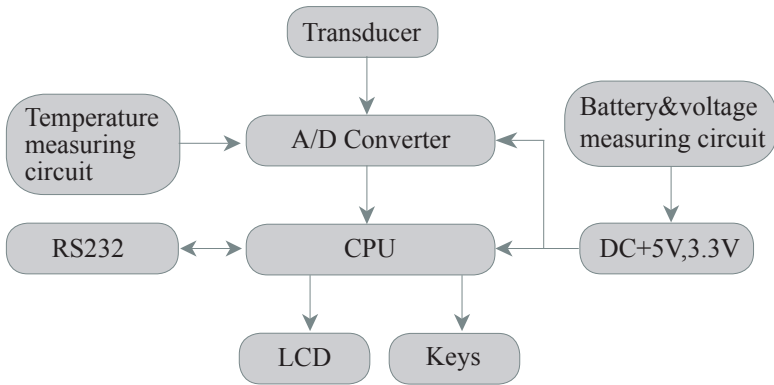 Transducer
Temperature
measuring
circuit
A/D Converter
Battery&voltage
measuring circuit
RS232
CPU
DC+5V,3.3V
LCD
Keys